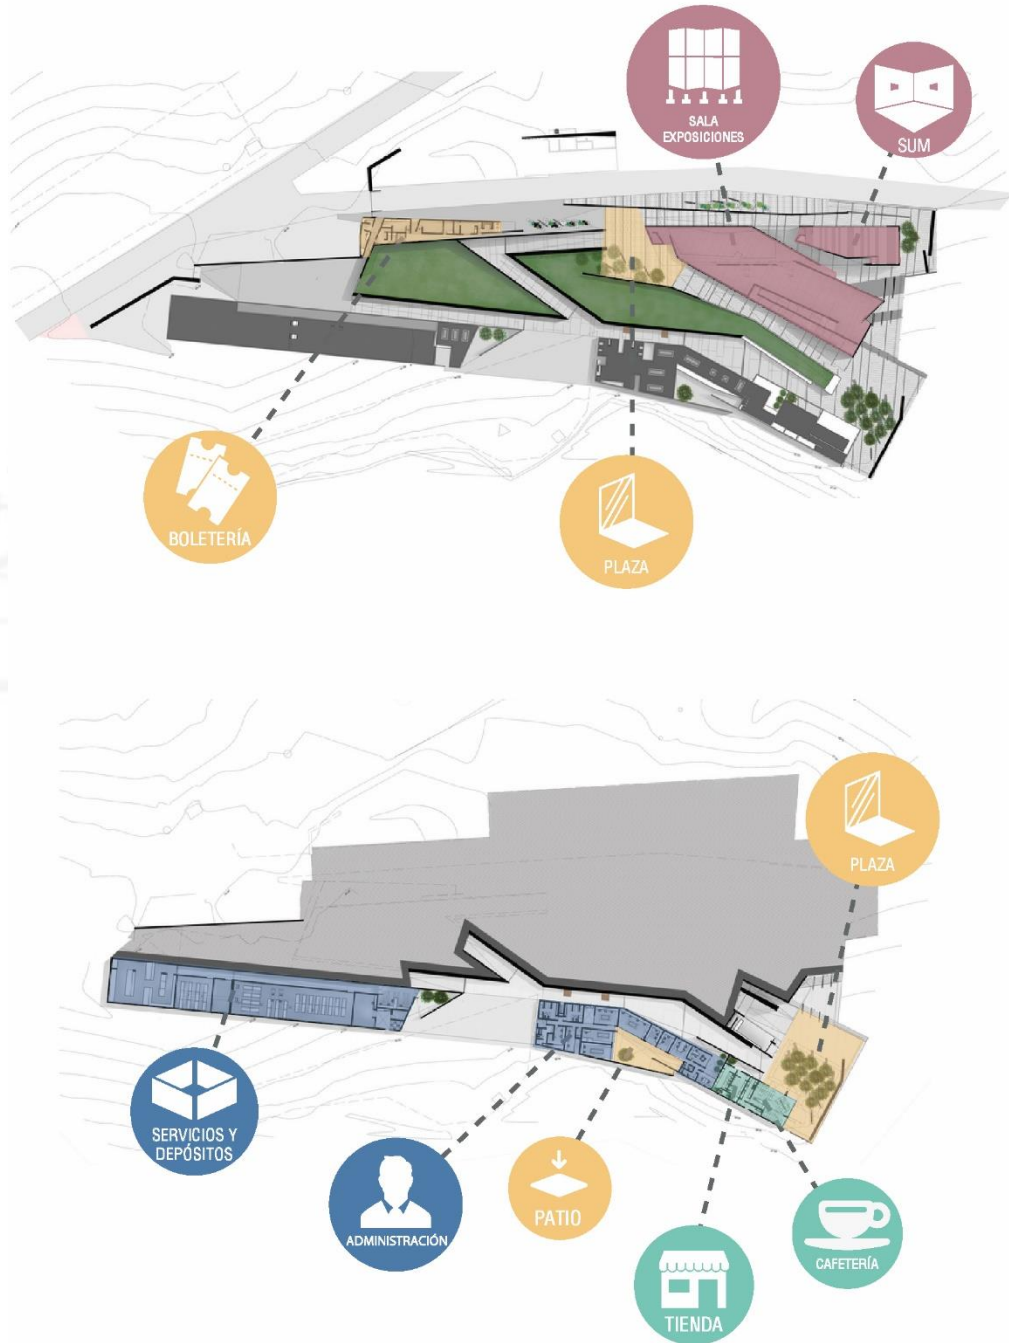 SALA
EXPOSICIONES
SUM
BOLETERÍA
PLAZA
PLAZA
SERVICIOS Y
DEPÓSITOS
ADMINISTRACIÓN
PATIO
CAFETERÍA
TIENDA